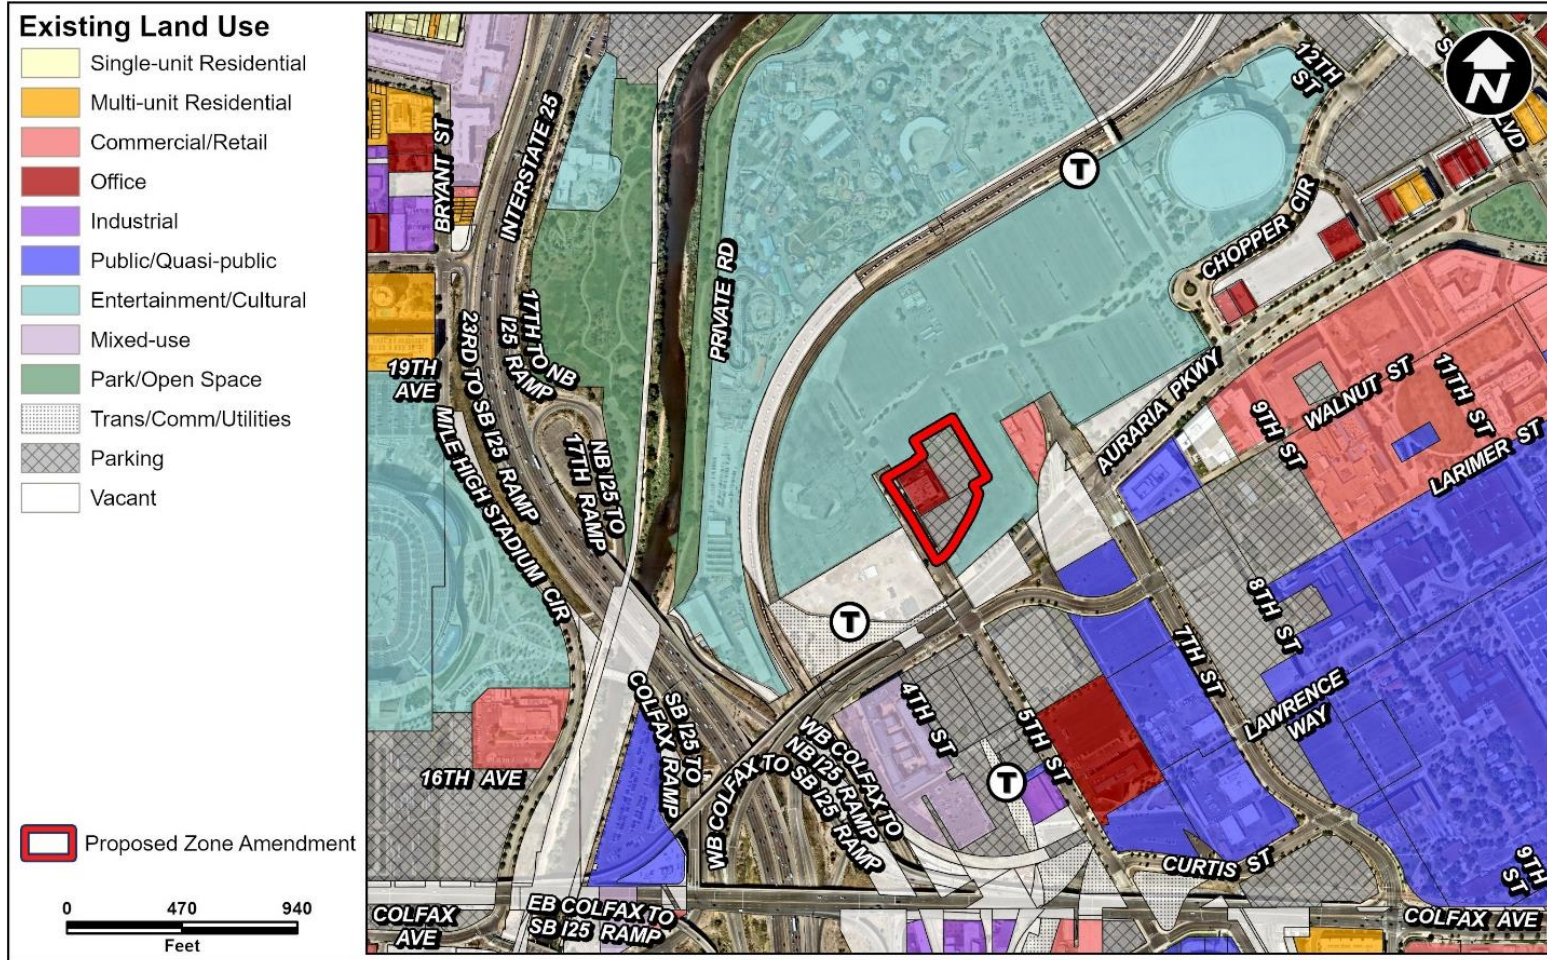 Existing Land Use
Single-unit Residential
Multi-unit Residential
Commercial/Retail
Office
Industrial
Public/Quasi-public
Entertainment/Cultural
Mixed-use
Park/Open Space
Trans/Comm/Utilities
Parking
Vacant
Proposed Zone Amendment
0 470 940
Feet
N
12TH
ST
LVD
BRYANT ST
INTERSTATE 25
T
CHOPPER CIR
PRIVATE RD
17TH TO NB
I25 RAMP
23RD TO SB I25 RAMP
19TH
AVE
MILE HIGH STADIUM CIR
NB I25 TO
17TH RAMP
AURARIA PKWY
9TH ST
WALNUT ST
11TH ST
LARIMER ST
8TH ST
T
7TH ST
LAWRENCE
WAY
SB I25 TO
COLFAX RAMP
4TH ST
5TH ST
WB COLFAX TO
NB I25 RAMP
WB COLFAX TO SB I25 RAMP
T
16TH AVE
CURTIS ST
9TH
ST
COLFAX
AVE
EB COLFAX TO
SB I25 RAMP
COLFAX AVE